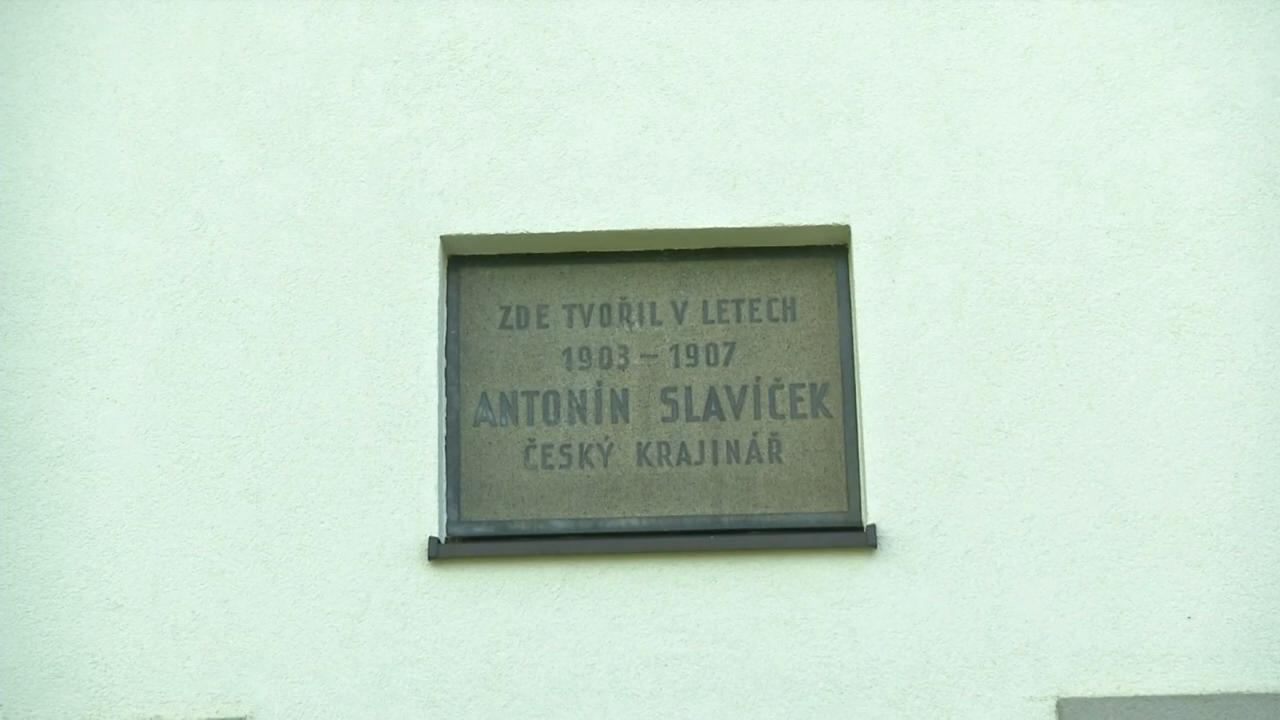 ZDE TVOŘIL V LETECH
1903 – 1907
ANTONÍN SLAVÍČEK
ČESKÝ KRAJINÁŘ